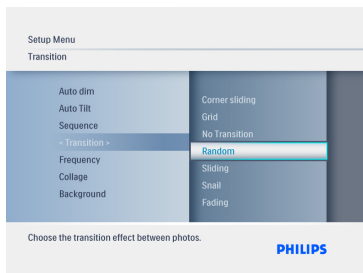 Setup Menu
Transition
Auto dim
Auto Tilt
Sequence
< Transition >
Frequency
Collage
Background
Corner sliding
Grid
No Transition
Random
Sliding
Snail
Fading
Choose the transition effect between photos.
PHILIPS